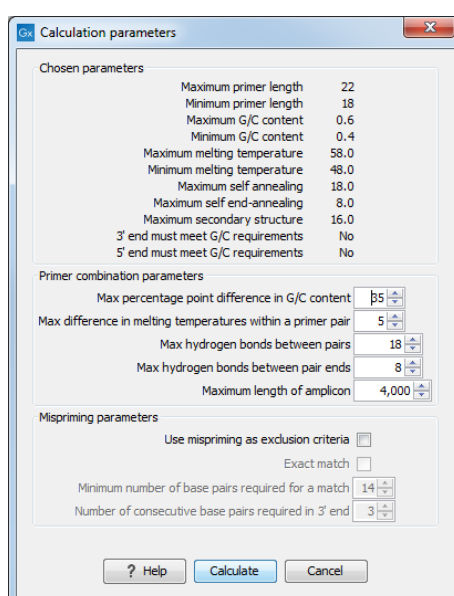 Gx Calculation parameters
Chosen parameters
Maximum primer length 22
Minimum primer length 18
Maximum G/C content 0.6
Minimum G/C content 0.4
Maximum melting temperature 58.0
Minimum melting temperature 48.0
Maximum self annealing 18.0
Maximum self end-annealing 8.0
Maximum secondary structure 16.0
3' end must meet G/C requirements No
5' end must meet G/C requirements No
Primer combination parameters
Max percentage point difference in G/C content 35
Max difference in melting temperatures within a primer pair 5
Max hydrogen bonds between pairs 18
Max hydrogen bonds between pair ends 8
Maximum length of amplicon 4,000
Mispriming parameters
Use mispriming as exclusion criteria
Exact match
Minimum number of base pairs required for a match 14
Number of consecutive base pairs required in 3' end 3
? Help Calculate Cancel